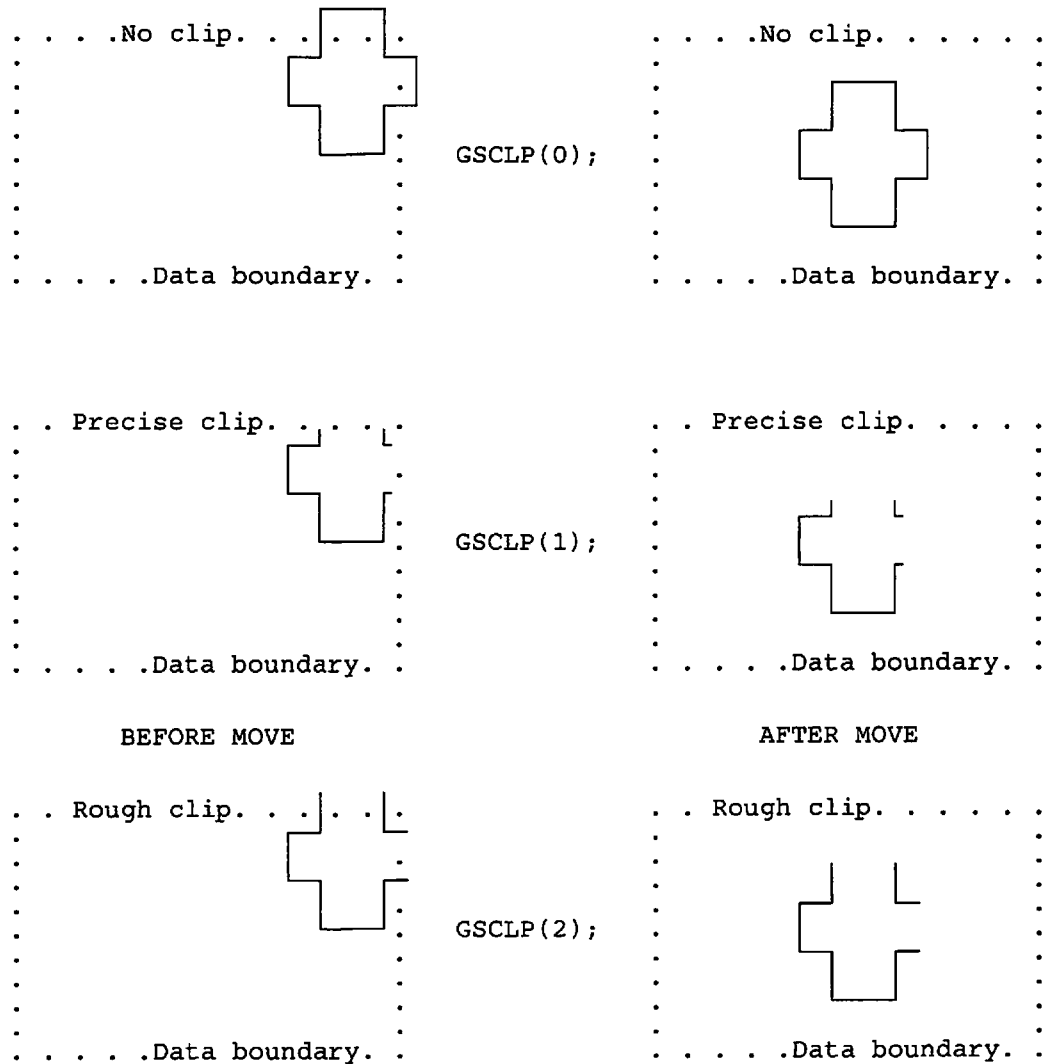 . . . .No clip. . . . . .    . . . .No clip. . . . . .
GSCLP(0);
. . . . .Data boundary. .    . . . . .Data boundary. .
. . Precise clip. . . . .    . . Precise clip. . . . .
GSCLP(1);
. . . . .Data boundary. .    . . . . .Data boundary. .
BEFORE MOVE    AFTER MOVE
. . Rough clip. . . . . .    . . Rough clip. . . . . .
GSCLP(2);
. . . . .Data boundary. .    . . . . .Data boundary. .